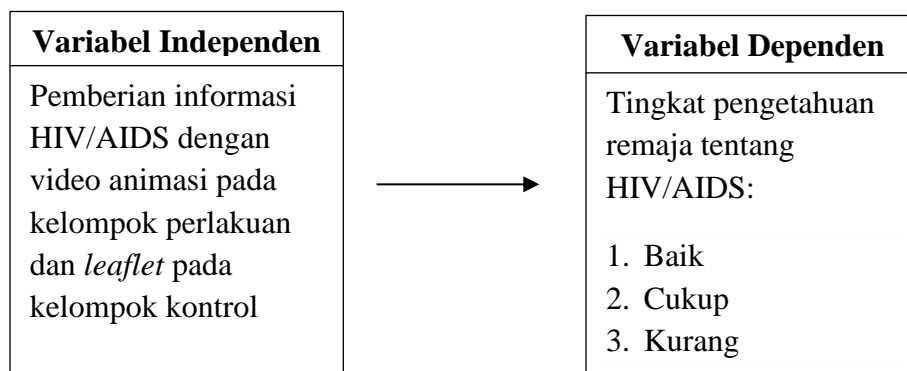 Variabel Independen
Pemberian informasi
HIV/AIDS dengan
video animasi pada
kelompok perlakuan
dan leaflet pada
kelompok kontrol
Variabel Dependen
Tingkat pengetahuan
remaja tentang
HIV/AIDS:
1. Baik
2. Cukup
3. Kurang